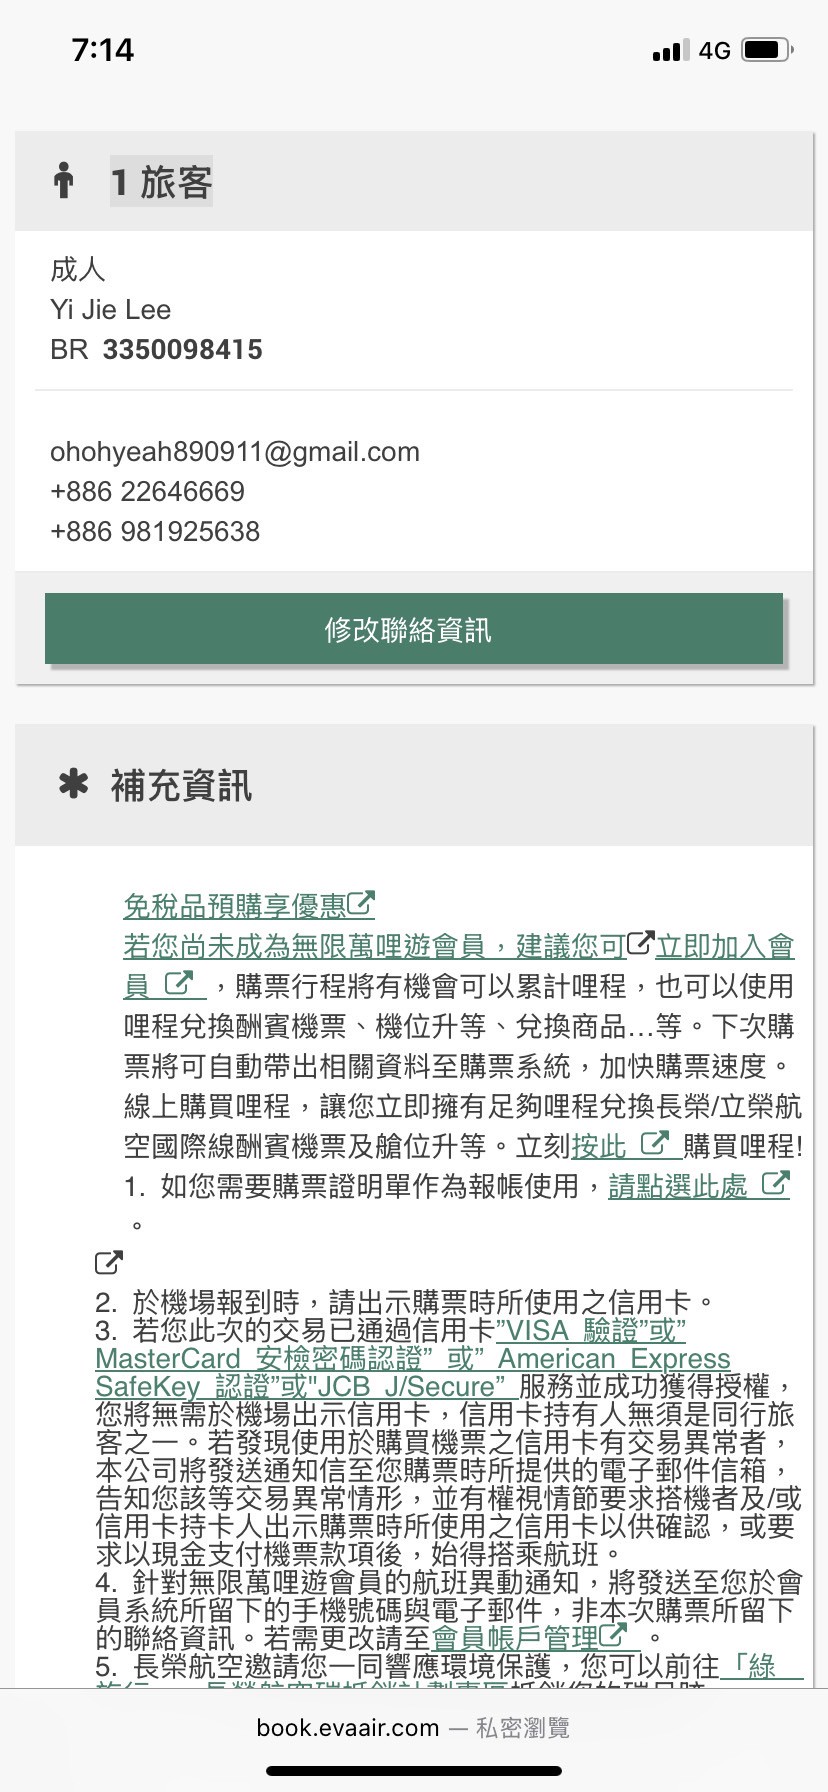 7:14
4G
1 旅客
成人
Yi Jie Lee
BR 3350098415
ohohyeah890911@gmail.com
+886 22646669
+886 981925638
修改聯絡資訊
補充資訊
免稅品預購享優惠
若您尚未成為無限萬哩遊會員，建議您可立即加入會
員 ，購票行程將有機會可以累計哩程，也可以使用
哩程兌換酬賓機票、機位升等、兌換商品…等。下次購
票將可自動帶出相關資料至購票系統，加快購票速度。
線上購買哩程，讓您立即擁有足夠哩程兌換長榮/立榮航
空國際線酬賓機票及艙位升等。立刻按此 購買哩程!
1. 如您需要購票證明單作為報帳使用，請點選此處
。
2. 於機場報到時，請出示購票時所使用之信用卡。
3. 若您此次的交易已通過信用卡”VISA 驗證”或”
MasterCard 安檢密碼認證” 或” American Express
SafeKey 認證”或"JCB J/Secure” 服務並成功獲得授權，
您將無需於機場出示信用卡，信用卡持有人無須是同行旅
客之一。若發現使用於購買機票之信用卡有交易異常者，
本公司將發送通知信至您購票時所提供的電子郵件信箱，
告知您該等交易異常情形，並有權視情節要求搭機者及/或
信用卡持卡人出示購票時所使用之信用卡以供確認，或要
求以現金支付機票款項後，始得搭乘航班。
4. 針對無限萬哩遊會員的航班異動通知，將發送至您於會
員系統所留下的手機號碼與電子郵件，非本次購票所留下
的聯絡資訊。若需更改請至會員帳戶管理 。
5. 長榮航空邀請您一同響應環境保護，您可以前往「綠
book.evaair.com — 私密瀏覽